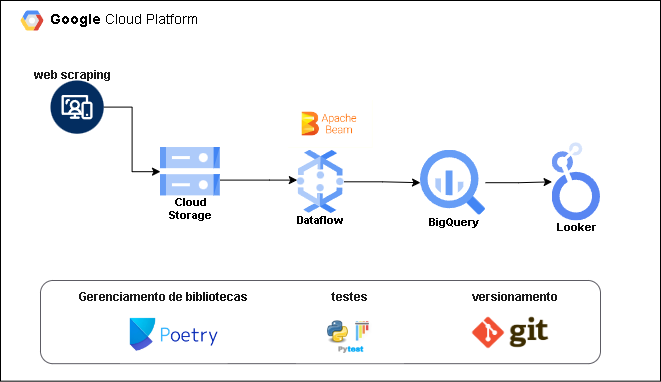 Google Cloud Platform
web scraping
Apache
Beam
Cloud
Storage
Dataflow
BigQuery
Looker
Gerenciamento de bibliotecas
testes
versionamento
Poetry
Pytest
git